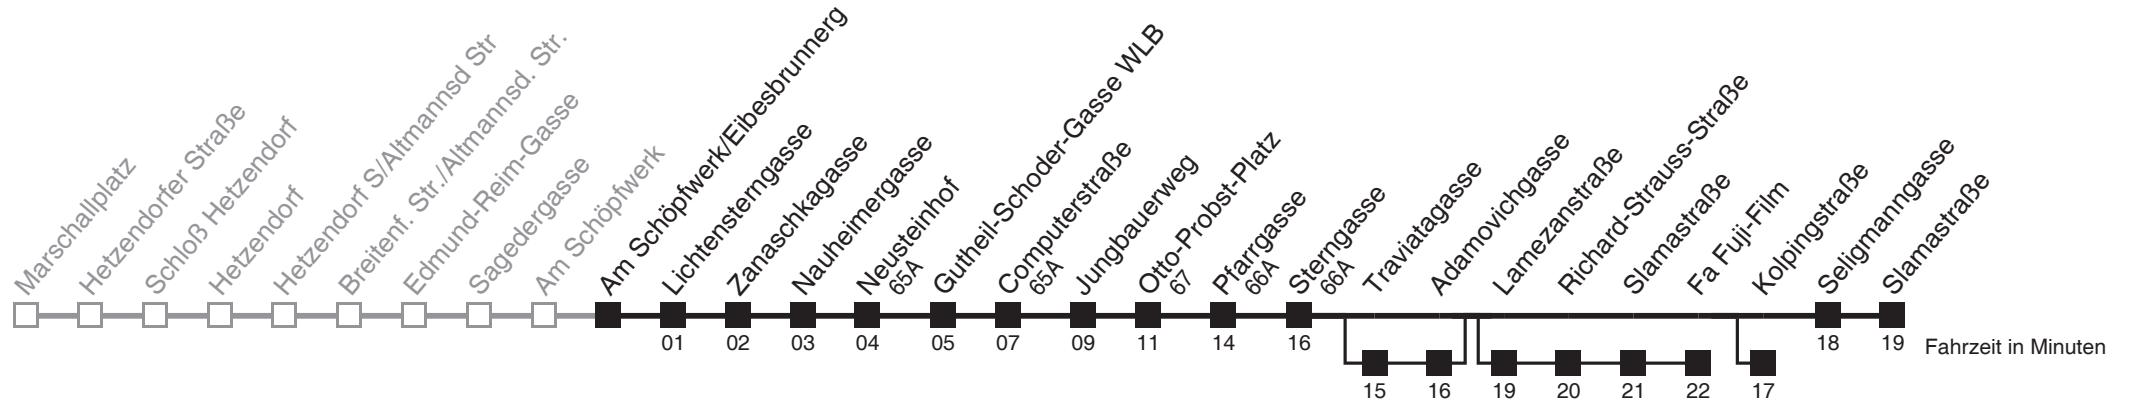 Marschallplatz
Hetzendorfer Straße
Schloß Hetzendorf
Hetzendorf
Hetzendorf S/Altmannsd Str
Breitenf. Str./Altmannsd. Str.
Edmund-Reim-Gasse
Sagedergasse
Am Schöpfwerk
Am Schöpfwerk/Eibesbrunnerg
Lichtensterngasse
Zanaschkagasse
Nauheimergasse
Neusteinhof
65A
Gutheil-Schoder-Gasse WLB
Computerstraße
65A
Jungbauerweg
Otto-Probst-Platz
67
Pfarrgasse
66A
Sterngasse
66A
Traviatagasse
Adamovichgasse
Lamezanstraße
Richard-Strauss-Straße
Slamastraße
Fa Fuji-Film
Kolpingstraße
Seligmanngasse
Slamastraße
01 02 03 04 05 07 09 11 14 16 18 19
Fahrzeit in Minuten
15 16 19 20 21 22 17